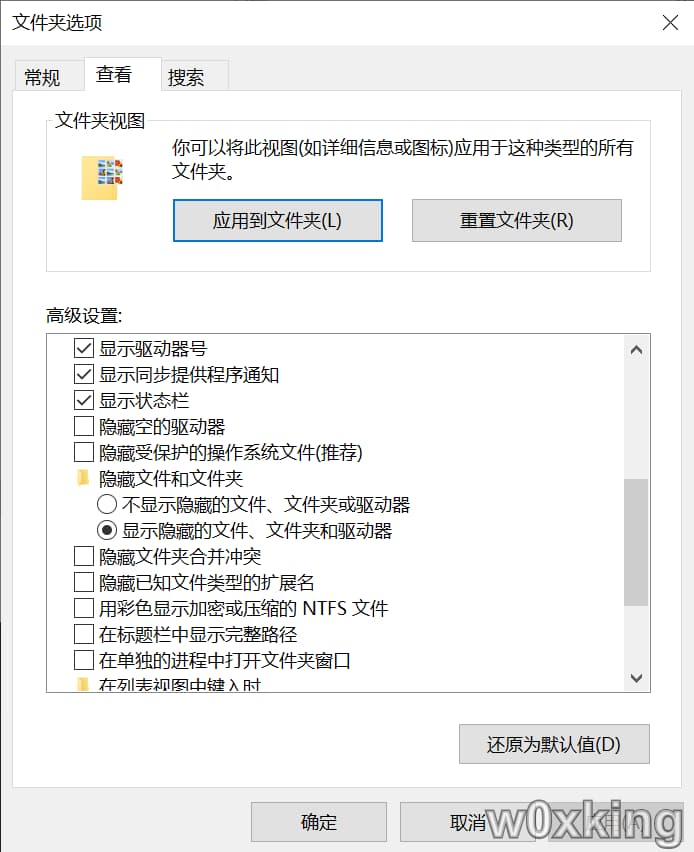 文件夹选项
常规
查看
搜索
文件夹视图
你可以将此视图(如详细信息或图标)应用于这种类型的所有
文件夹。
应用到文件夹(L)
重置文件夹(R)
高级设置:
显示驱动器号
显示同步提供程序通知
显示状态栏
隐藏空的驱动器
隐藏受保护的操作系统文件(推荐)
隐藏文件和文件夹
不显示隐藏的文件、文件夹或驱动器
显示隐藏的文件、文件夹和驱动器
隐藏文件夹合并冲突
隐藏已知文件类型的扩展名
用彩色显示加密或压缩的 NTFS 文件
在标题栏中显示完整路径
在单独的进程中打开文件夹窗口
在列表视图中键入时
还原为默认值(D)
确定
取消
w0xking